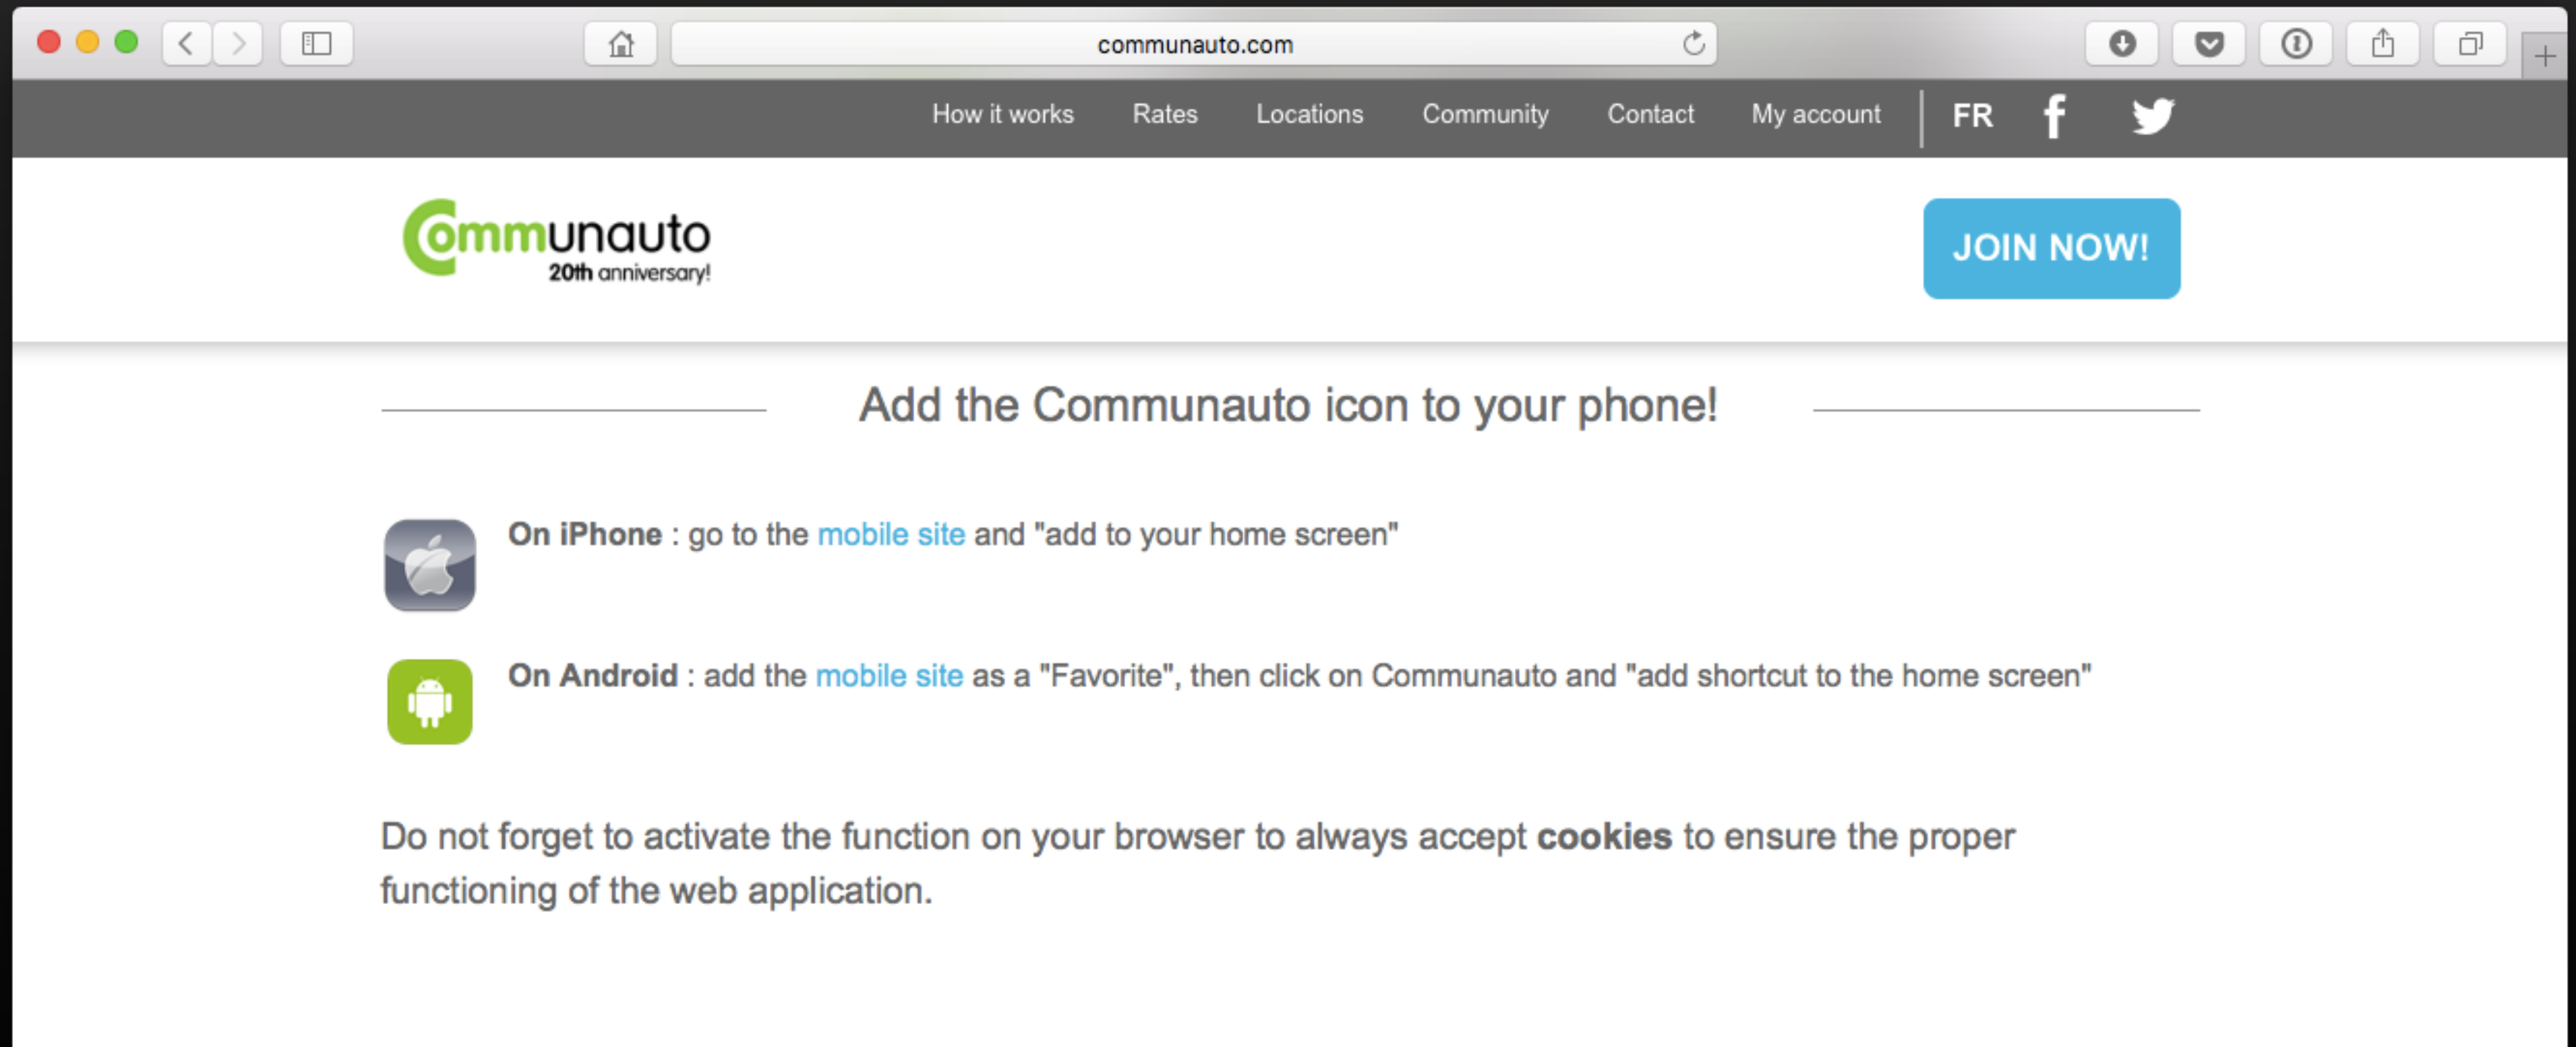 communauto.com
How it works Rates Locations Community Contact My account FR
Communauto
20th anniversary!
JOIN NOW!
Add the Communauto icon to your phone!
On iPhone : go to the mobile site and "add to your home screen"
On Android : add the mobile site as a "Favorite", then click on Communauto and "add shortcut to the home screen"
Do not forget to activate the function on your browser to always accept cookies to ensure the proper
functioning of the web application.